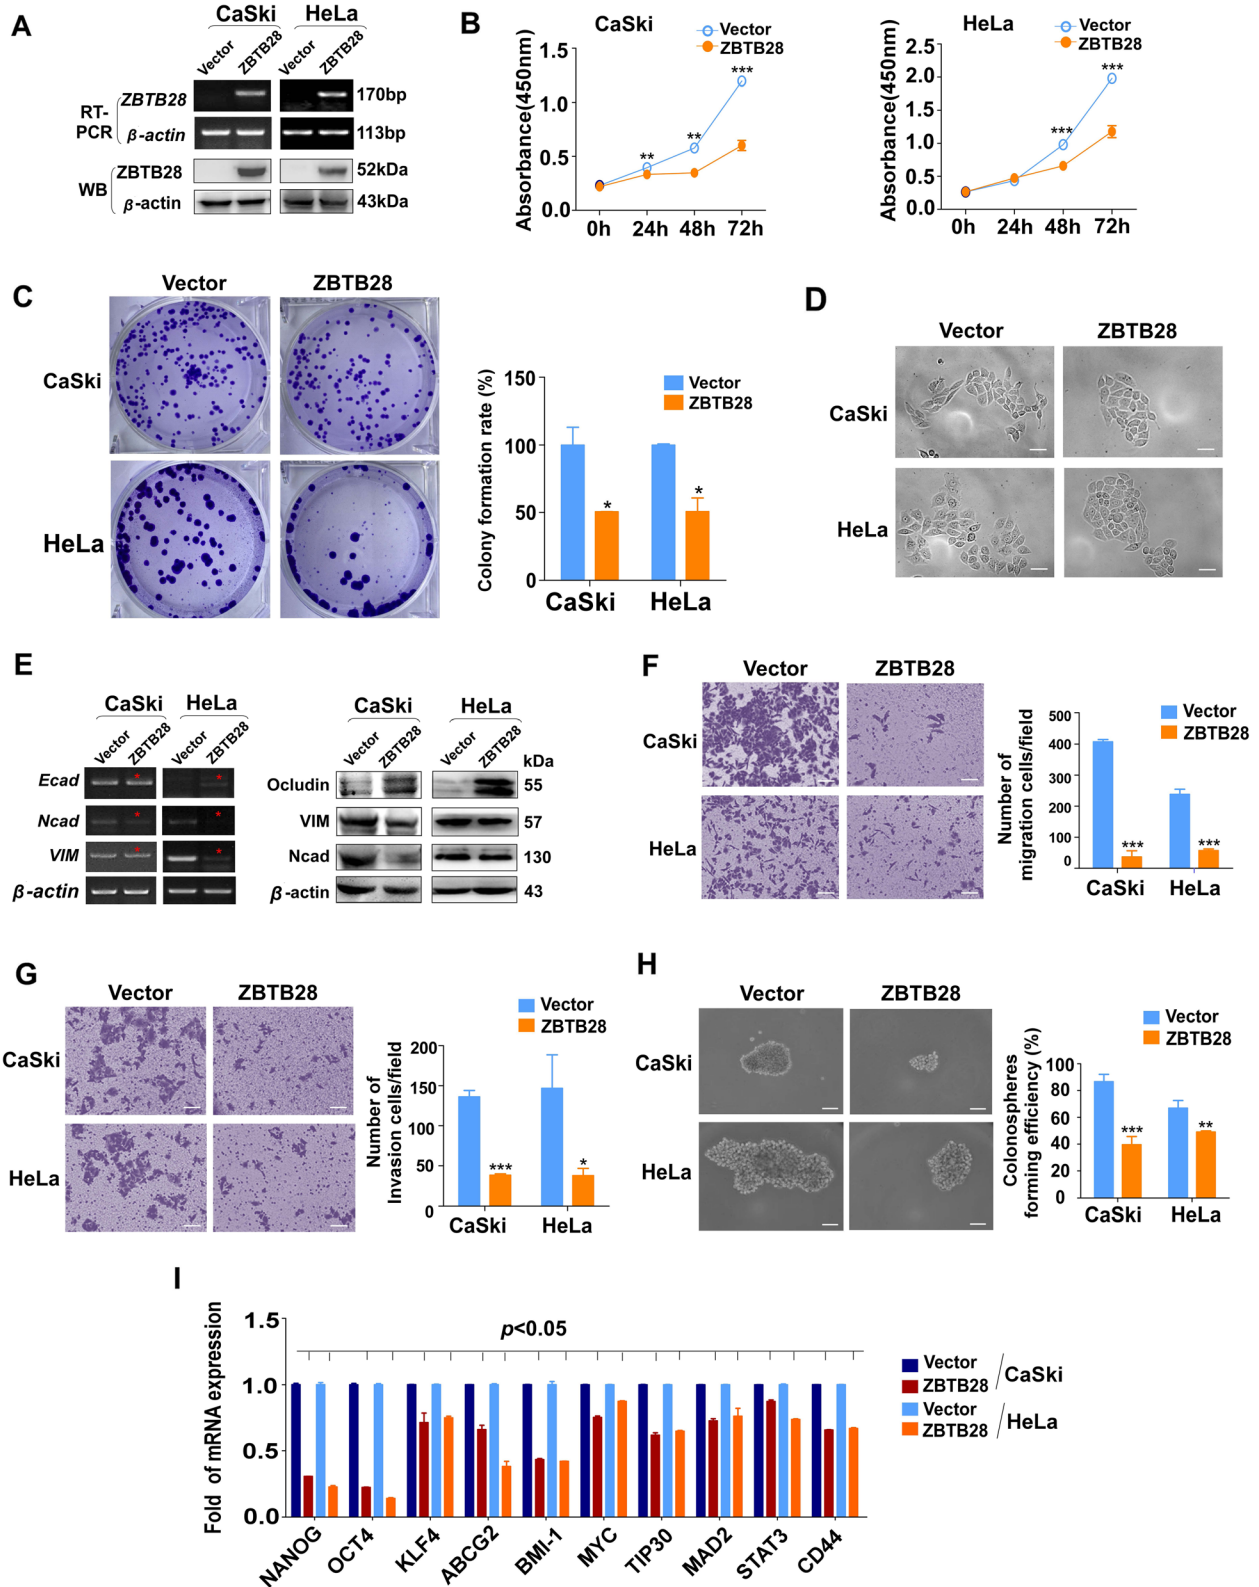 A
CaSki HeLa
Vector ZBTB28 Vector ZBTB28
RT-PCR
ZBTB28 170bp
β-actin 113bp
WB
ZBTB28 52kDa
β-actin 43kDa
B
CaSki
Vector
ZBTB28
Absorbance(450nm)
1.5
1.0
0.5
0.0
** ** ***
0h 24h 48h 72h
HeLa
Vector
ZBTB28
Absorbance(450nm)
2.5
2.0
1.5
1.0
0.5
0.0
*** ***
0h 24h 48h 72h
C
Vector ZBTB28
CaSki
HeLa
Colony formation rate (%)
150
100
50
0
Vector
ZBTB28
* *
CaSki HeLa
D
Vector ZBTB28
CaSki
HeLa
E
CaSki HeLa
Vector ZBTB28 Vector ZBTB28
Ecad * *
Ncad * *
VIM * *
β-actin
CaSki HeLa
Vector ZBTB28 Vector ZBTB28
kDa
Ocludin 55
VIM 57
Ncad 130
β-actin 43
F
Vector ZBTB28
CaSki
HeLa
Number of
migration cells/field
500
400
300
200
100
0
Vector
ZBTB28
*** ***
CaSki HeLa
G
Vector ZBTB28
CaSki
HeLa
Number of
Invasion cells/field
200
150
100
50
0
Vector
ZBTB28
*** *
CaSki HeLa
H
Vector ZBTB28
CaSki
HeLa
Colonospheres
forming efficiency (%)
100
80
60
40
20
0
Vector
ZBTB28
*** **
CaSki HeLa
I
Fold of mRNA expression
1.5
1.0
0.5
0.0
p<0.05
NANOG OCT4 KLF4 ABCG2 BMI-1 MYC TIP30 MAD2 STAT3 CD44
Vector
ZBTB28
CaSki
Vector
ZBTB28
HeLa